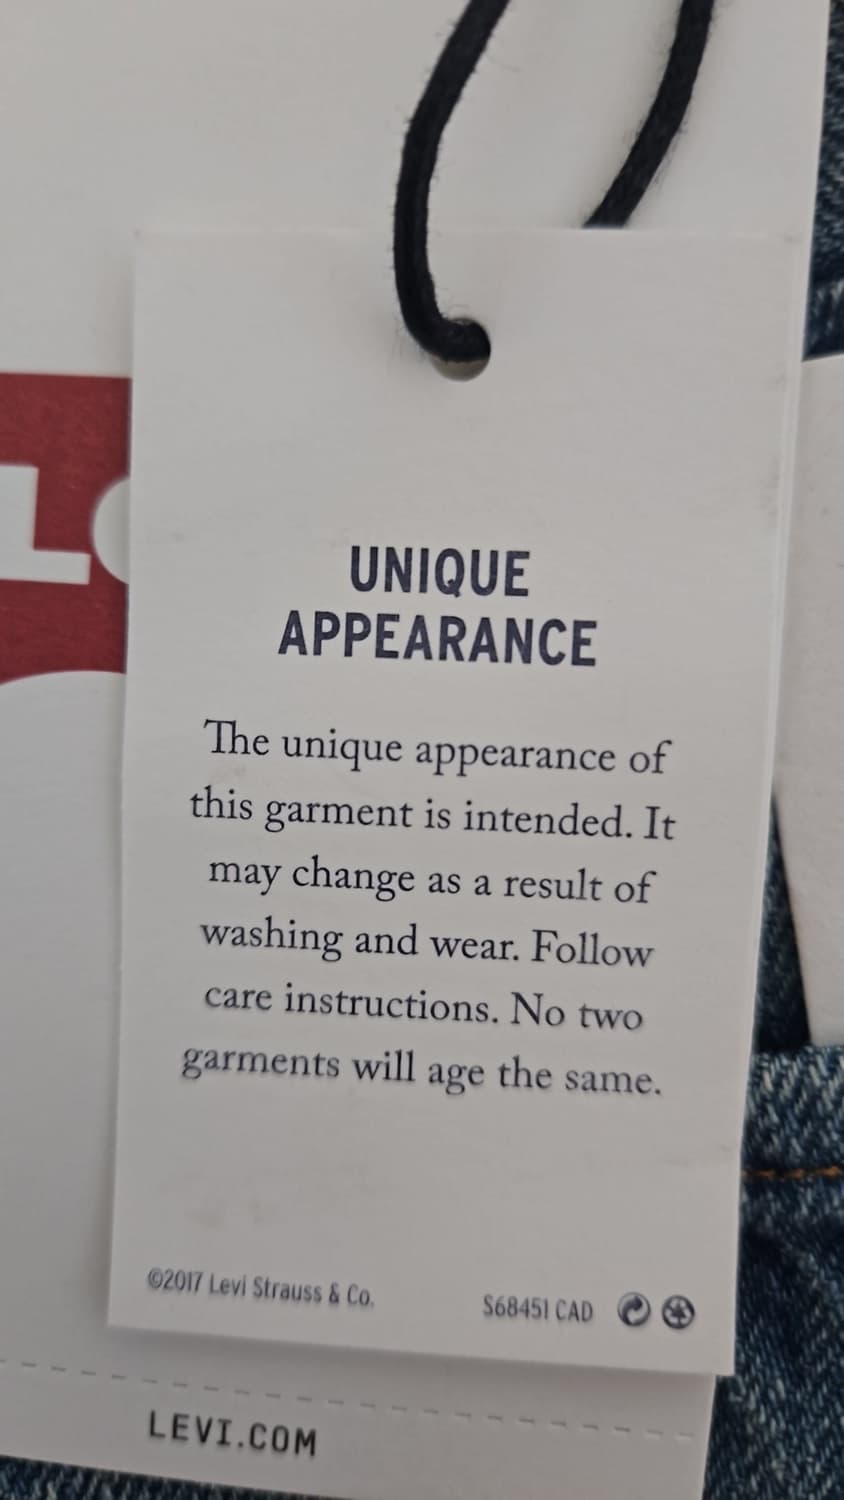 UNIQUE
APPEARANCE
The unique appearance of
this garment is intended. It
may change as a result of
washing and wear. Follow
care instructions. No two
garments will age the same.
©2017 Levi Strauss & Co.
S68451 CAD
LEVI.COM